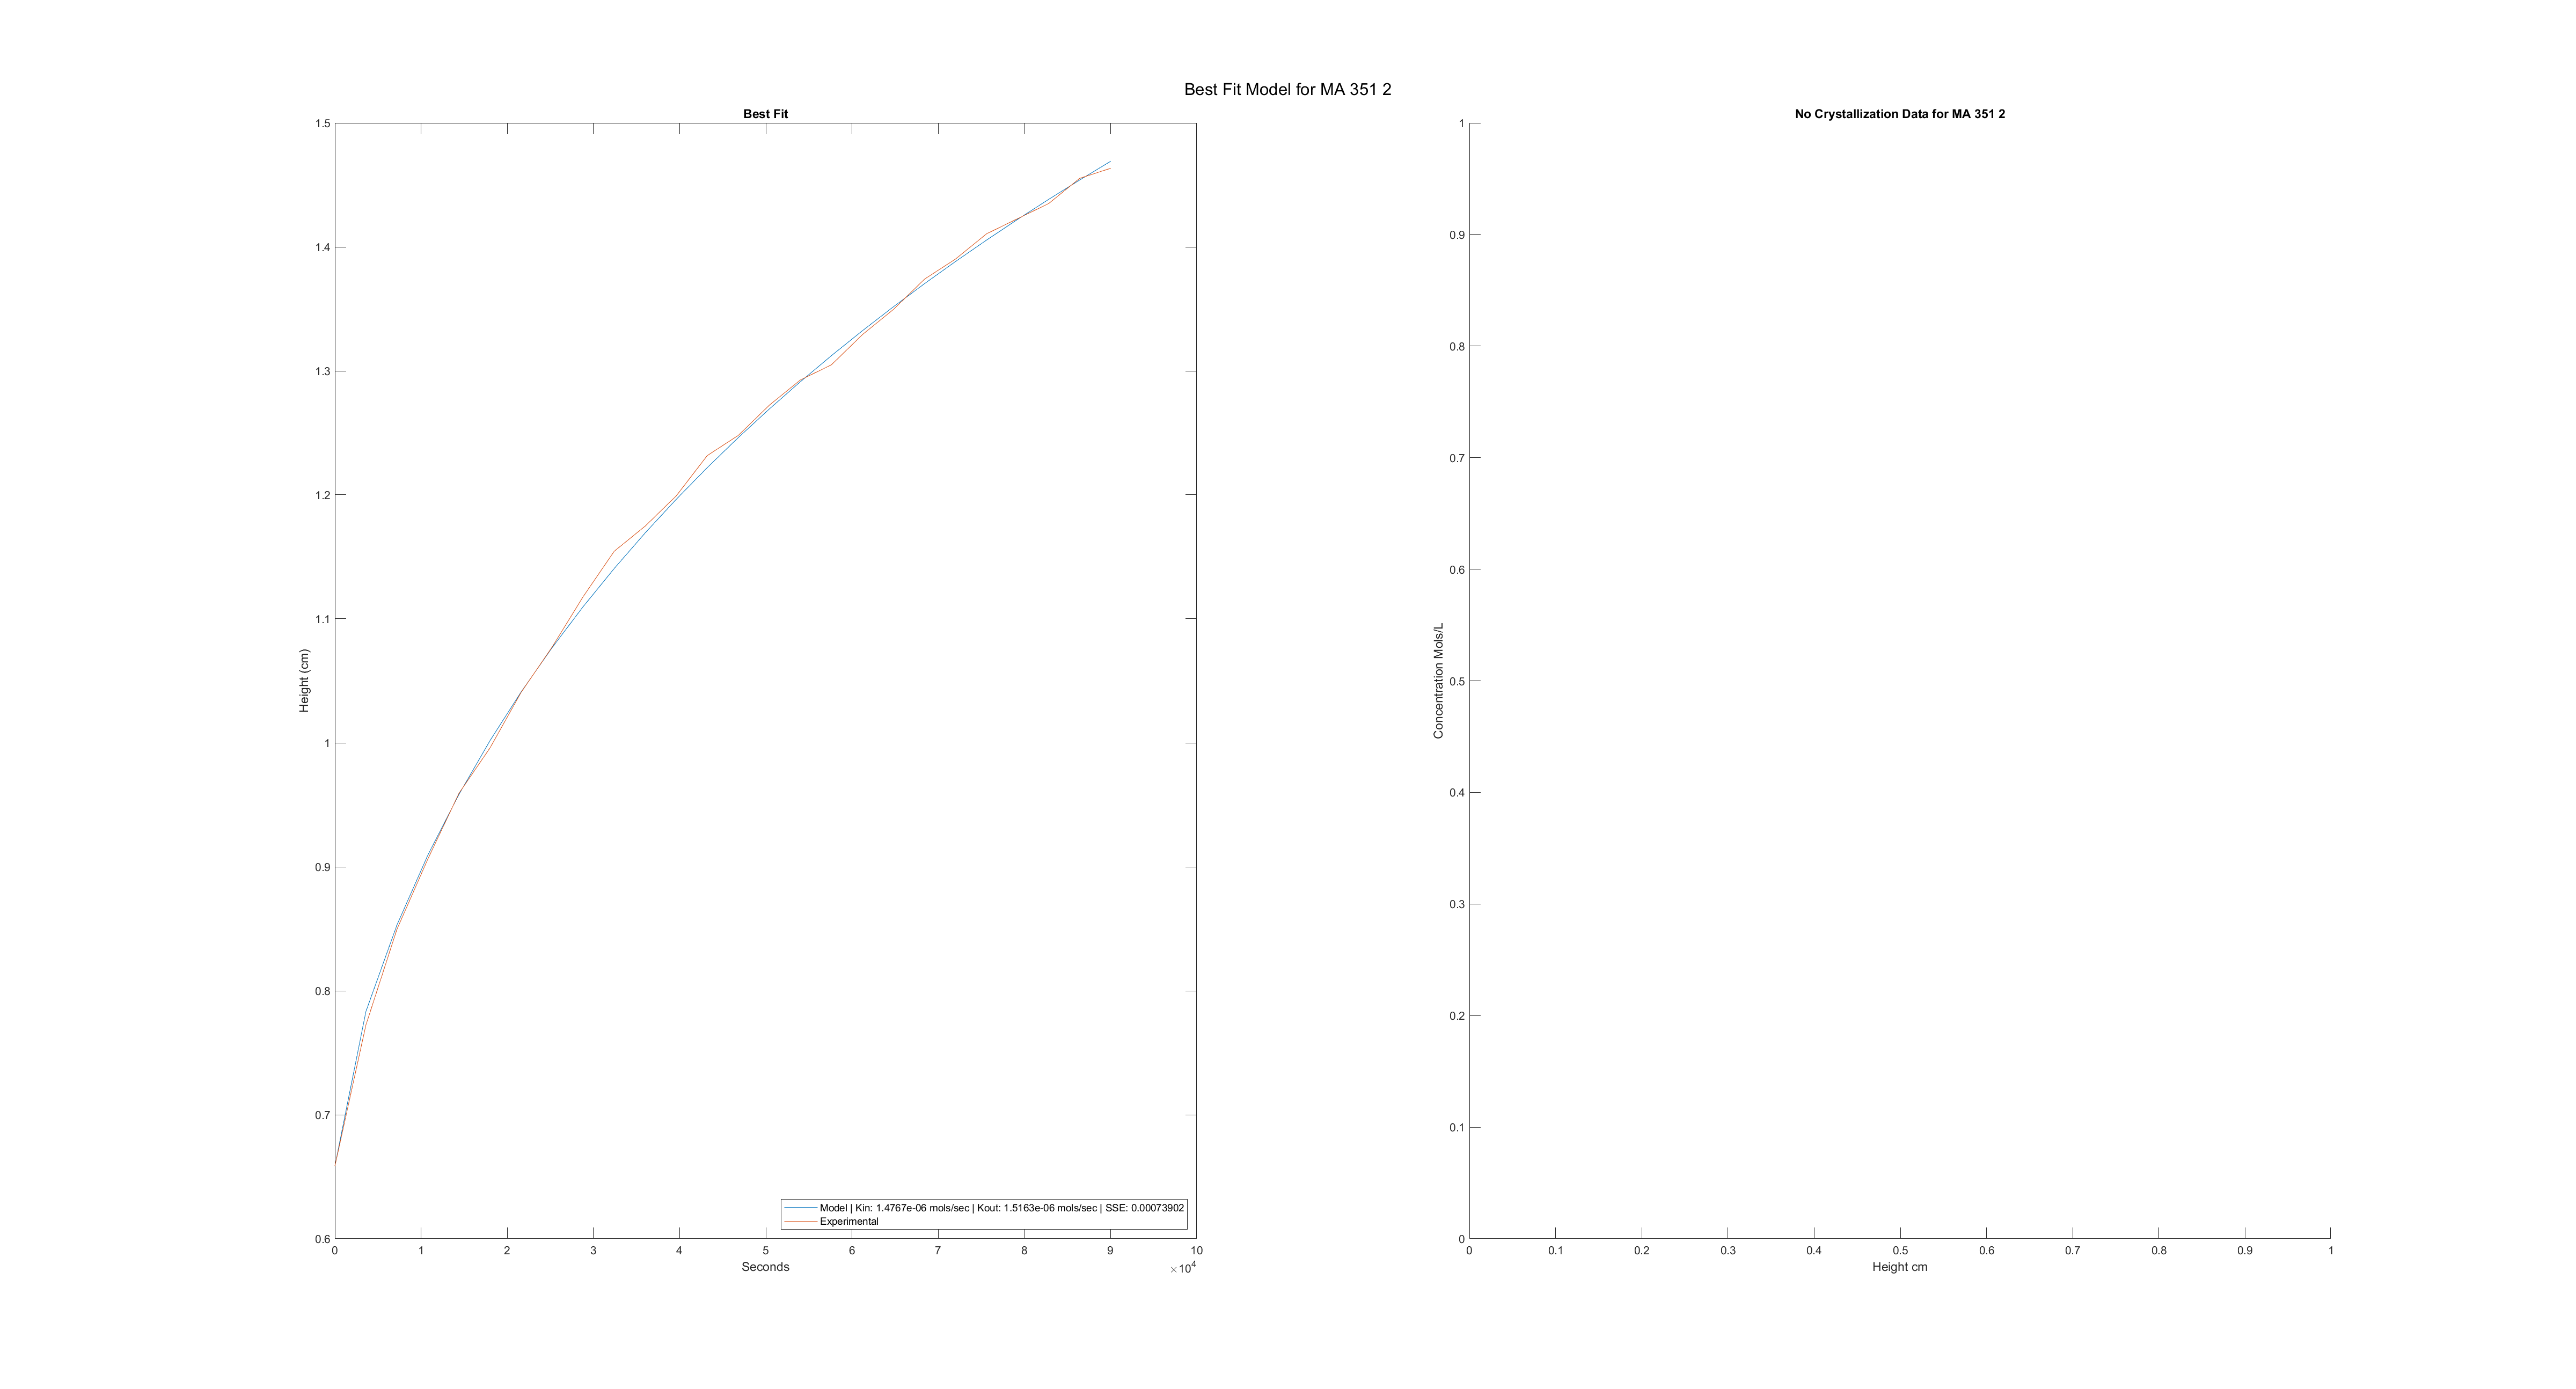 Best Fit Model for MA 351 2
Best Fit
1.5
1.4
1.3
1.2
1.1
1
0.9
0.8
0.7
0.6
Height (cm)
0 1 2 3 4 5 6 7 8 9 10
Seconds
×10^4
Model | Kin: 1.4767e-06 mols/sec | Kout: 1.5163e-06 mols/sec | SSE: 0.00073902
Experimental
No Crystallization Data for MA 351 2
1
0.9
0.8
0.7
0.6
0.5
0.4
0.3
0.2
0.1
0
Concentration Mols/L
0 0.1 0.2 0.3 0.4 0.5 0.6 0.7 0.8 0.9 1
Height cm